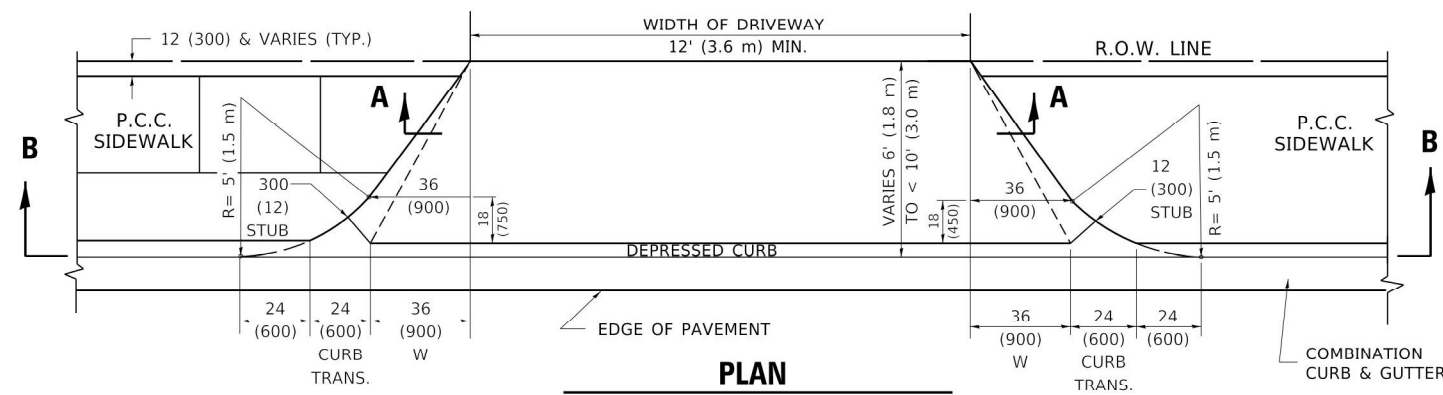 WIDTH OF DRIVEWAY
12' (3.6 m) MIN.
12 (300) & VARIES (TYP.)
R.O.W. LINE
A
A
P.C.C.
SIDEWALK
P.C.C.
SIDEWALK
B
B
R= 5' (1.5 m)
300
(12)
STUB
36
(900)
18
(750)
VARIES 6' (1.8 m)
TO < 10' (3.0 m)
18
(450)
36
(900)
12
(300)
STUB
R= 5' (1.5 m)
DEPRESSED CURB
24
(600)
24
(600)
CURB
TRANS.
36
(900)
W
EDGE OF PAVEMENT
36
(900)
W
24
(600)
CURB
TRANS.
24
(600)
COMBINATION
CURB & GUTTER
PLAN